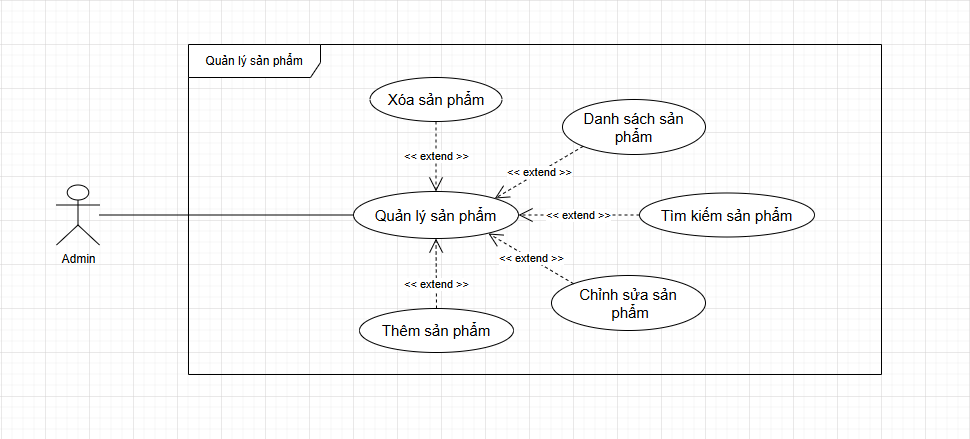 Quản lý sản phẩm
Xóa sản phẩm
Danh sách sản
phẩm
<< extend >>
<< extend >>
Quản lý sản phẩm
<< extend >>
Tìm kiếm sản phẩm
Admin
<< extend >>
<< extend >>
Chỉnh sửa sản
phẩm
Thêm sản phẩm